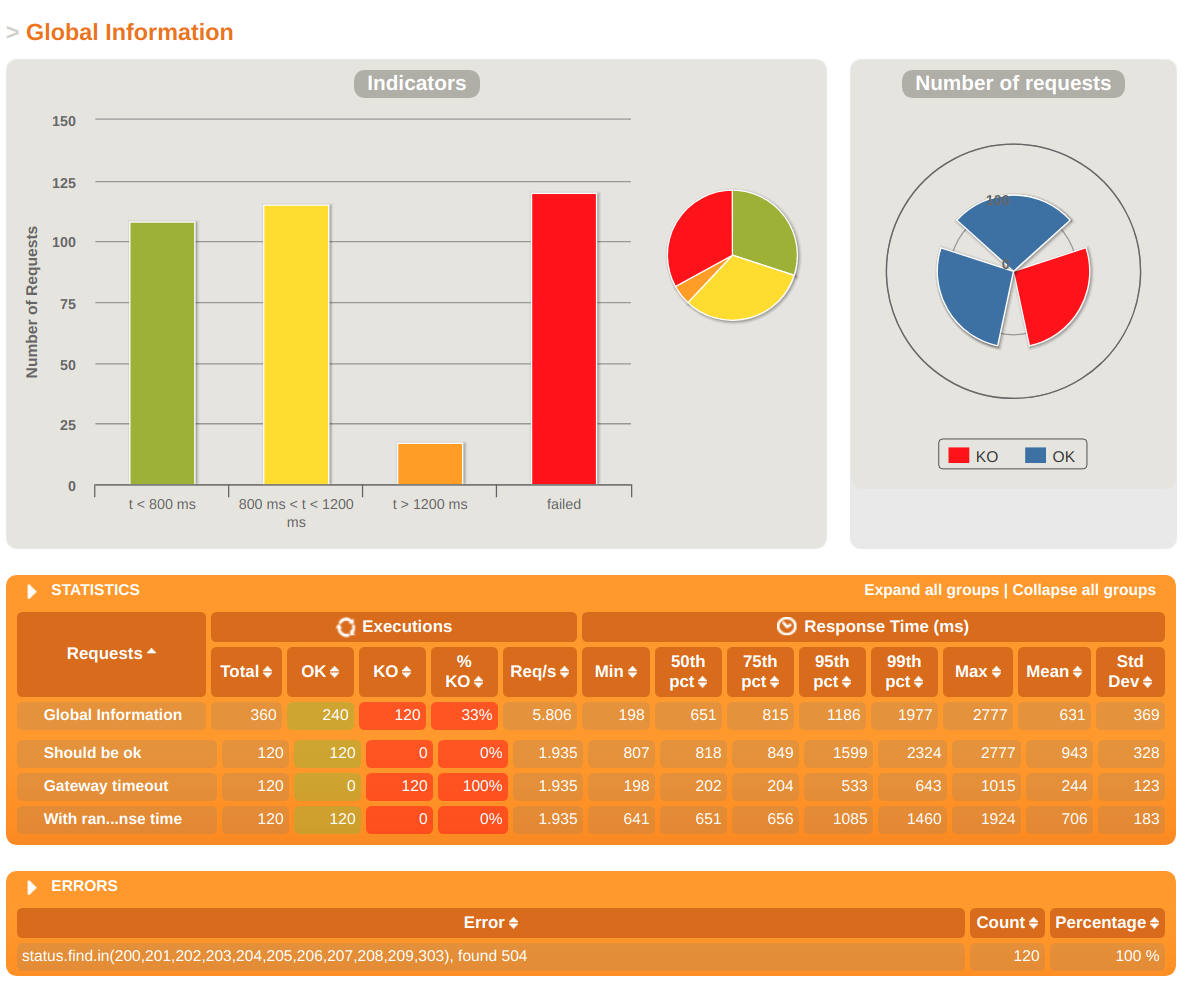 > Global Information
Indicators
Number of requests
150
125
100
75
50
25
0
Number of Requests
t < 800 ms
800 ms < t < 1200
ms
t > 1200 ms
failed
100
0
KO
OK
STATISTICS
Expand all groups | Collapse all groups
Requests
Executions
Response Time (ms)
Total OK KO % KO Req/s Min 50th pct 75th pct 95th pct 99th pct Max Mean Std Dev
Global Information 360 240 120 33% 5.806 198 651 815 1186 1977 2777 631 369
Should be ok 120 120 0 0% 1.935 807 818 849 1599 2324 2777 943 328
Gateway timeout 120 0 120 100% 1.935 198 202 204 533 643 1015 244 123
With ran...nse time 120 120 0 0% 1.935 641 651 656 1085 1460 1924 706 183
ERRORS
Error Count Percentage
status.find.in(200,201,202,203,204,205,206,207,208,209,303), found 504 120 100 %